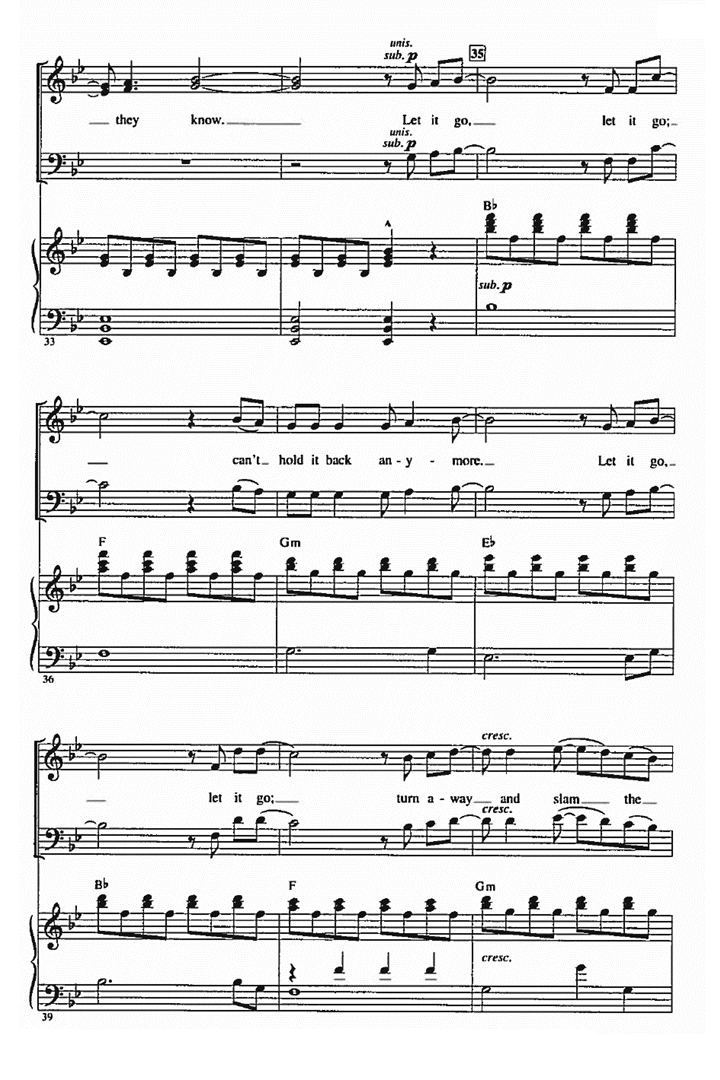 unis.
sub. p 35
they know. Let it go, let it go;
unis.
sub. p
B♭
sub. p
33
can't hold it back an - y - more. Let it go,
F Gm E♭
36
cresc.
let it go; turn a - way and slam the
cresc.
B♭ F Gm
cresc.
39